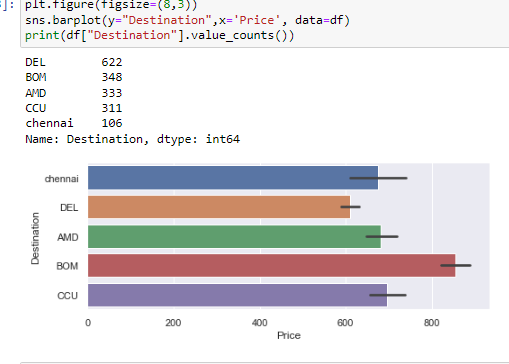 plt.figure(figsize=(8,3))
sns.barplot(y="Destination",x='Price', data=df)
print(df["Destination"].value_counts())
DEL 622
BOM 348
AMD 333
CCU 311
chennai 106
Name: Destination, dtype: int64
chennai
DEL
AMD
BOM
CCU
Destination
0 200 400 600 800
Price